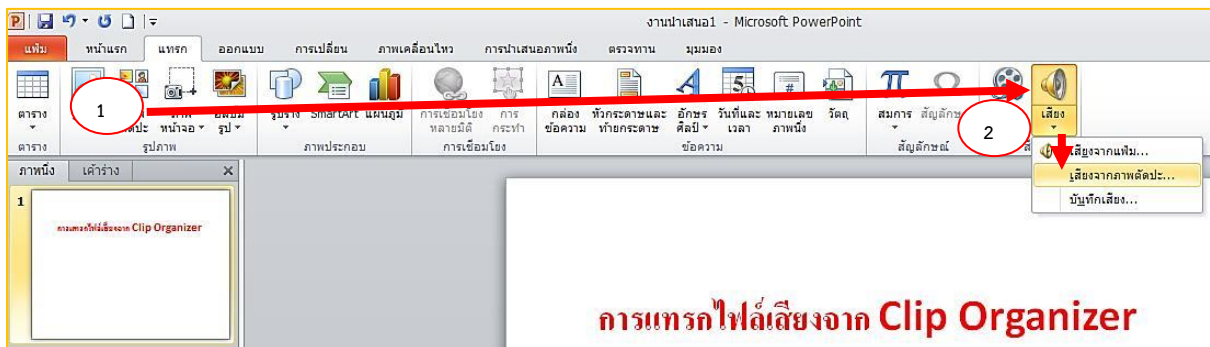 งานนำเสนอ1 - Microsoft PowerPoint
แฟ้ม หน้าแรก แทรก ออกแบบ การเปลี่ยน ภาพเคลื่อนไหว การนำเสนอภาพนิ่ง ตรวจทาน มุมมอง
1
ตาราง รูปร่าง SmartArt แผนภูมิ การเชื่อมโยง การ กล่อง หัวกระดาษและ อักษร วันที่และ หมายเลข วัตถุ สมการ เสียง
หน้าจอ รูป หลายมิติ กระทำ ข้อความ ท้ายกระดาษ ศิลป์ เวลา ภาพนิ่ง
2
ตาราง รูปภาพ ภาพประกอบ การเชื่อมโยง ข้อความ สัญลักษณ์
เสียงจากแฟ้ม...
เสียงจากภาพตัดปะ...
บันทึกเสียง...
ภาพนิ่ง เค้าร่าง
1
การแทรกไฟล์เสียงจาก Clip Organizer
การแทรกไฟล์เสียงจาก Clip Organizer